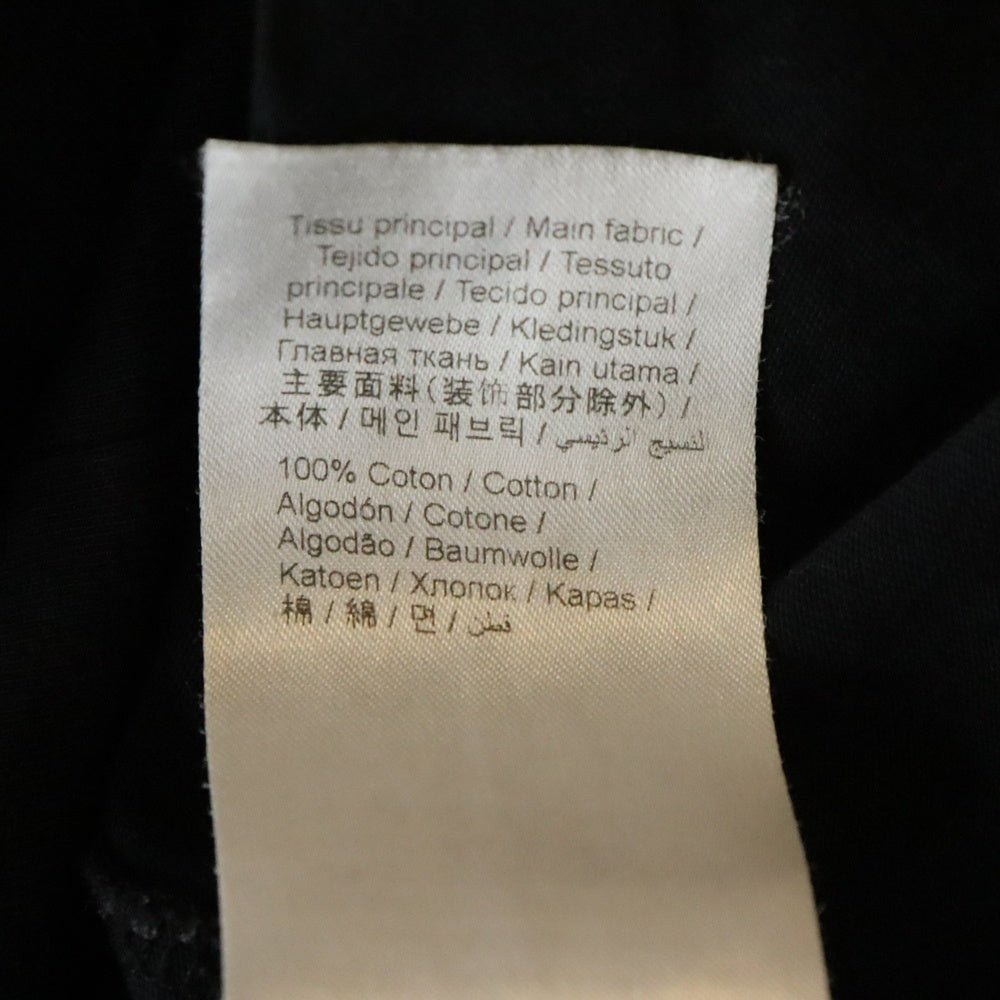 Tissu principal / Main fabric /
Tejido principal / Tessuto
principale / Tecido principal /
Hauptgewebe / Kledingstuk /
Главная ткань / Kain utama /
主要面料(装饰部分除外) /
本体 / 메인 패브릭 / لنسيج الرئيسي
100% Coton / Cotton /
Algodón / Cotone /
Algodão / Baumwolle /
Katoen / Хлопок / Kapas /
棉 / 綿 / 면 / قطن